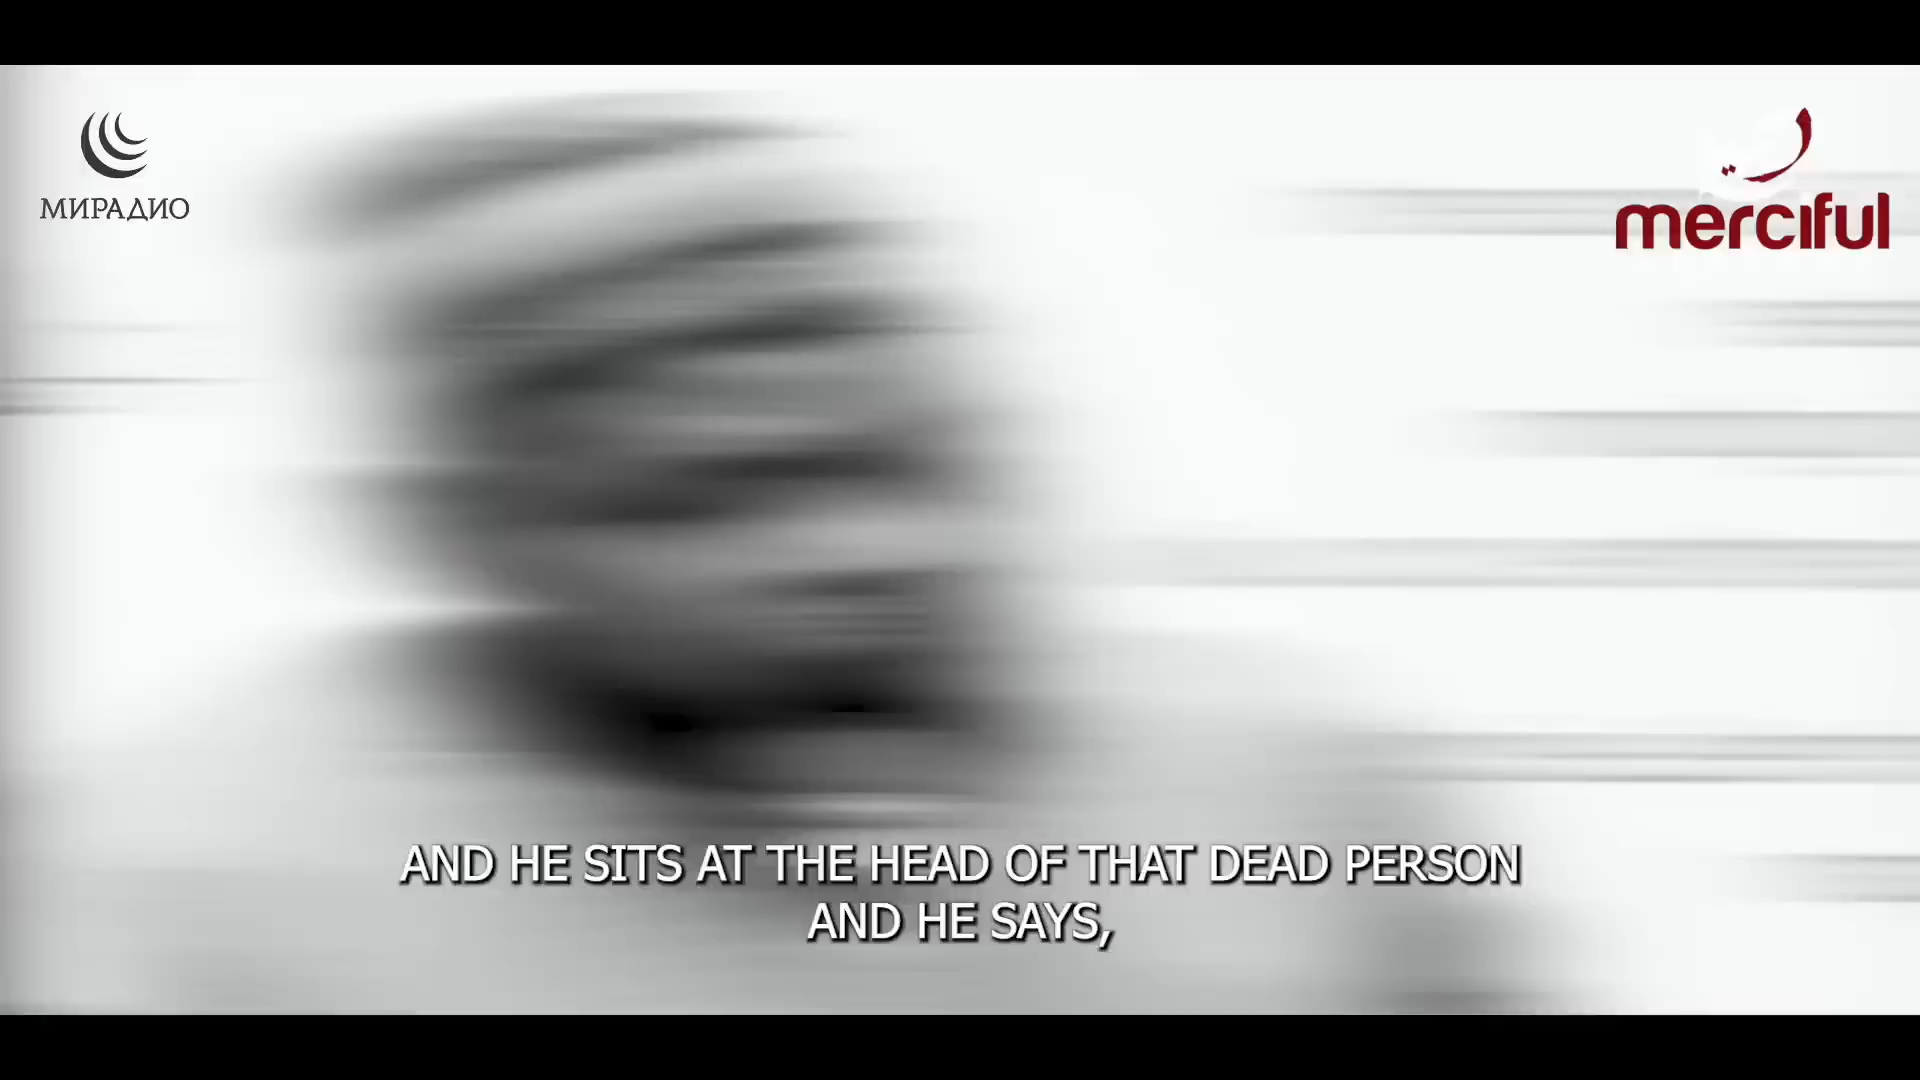 МИРАДИО
merciful
AND HE SITS AT THE HEAD OF THAT DEAD PERSON
AND HE SAYS,